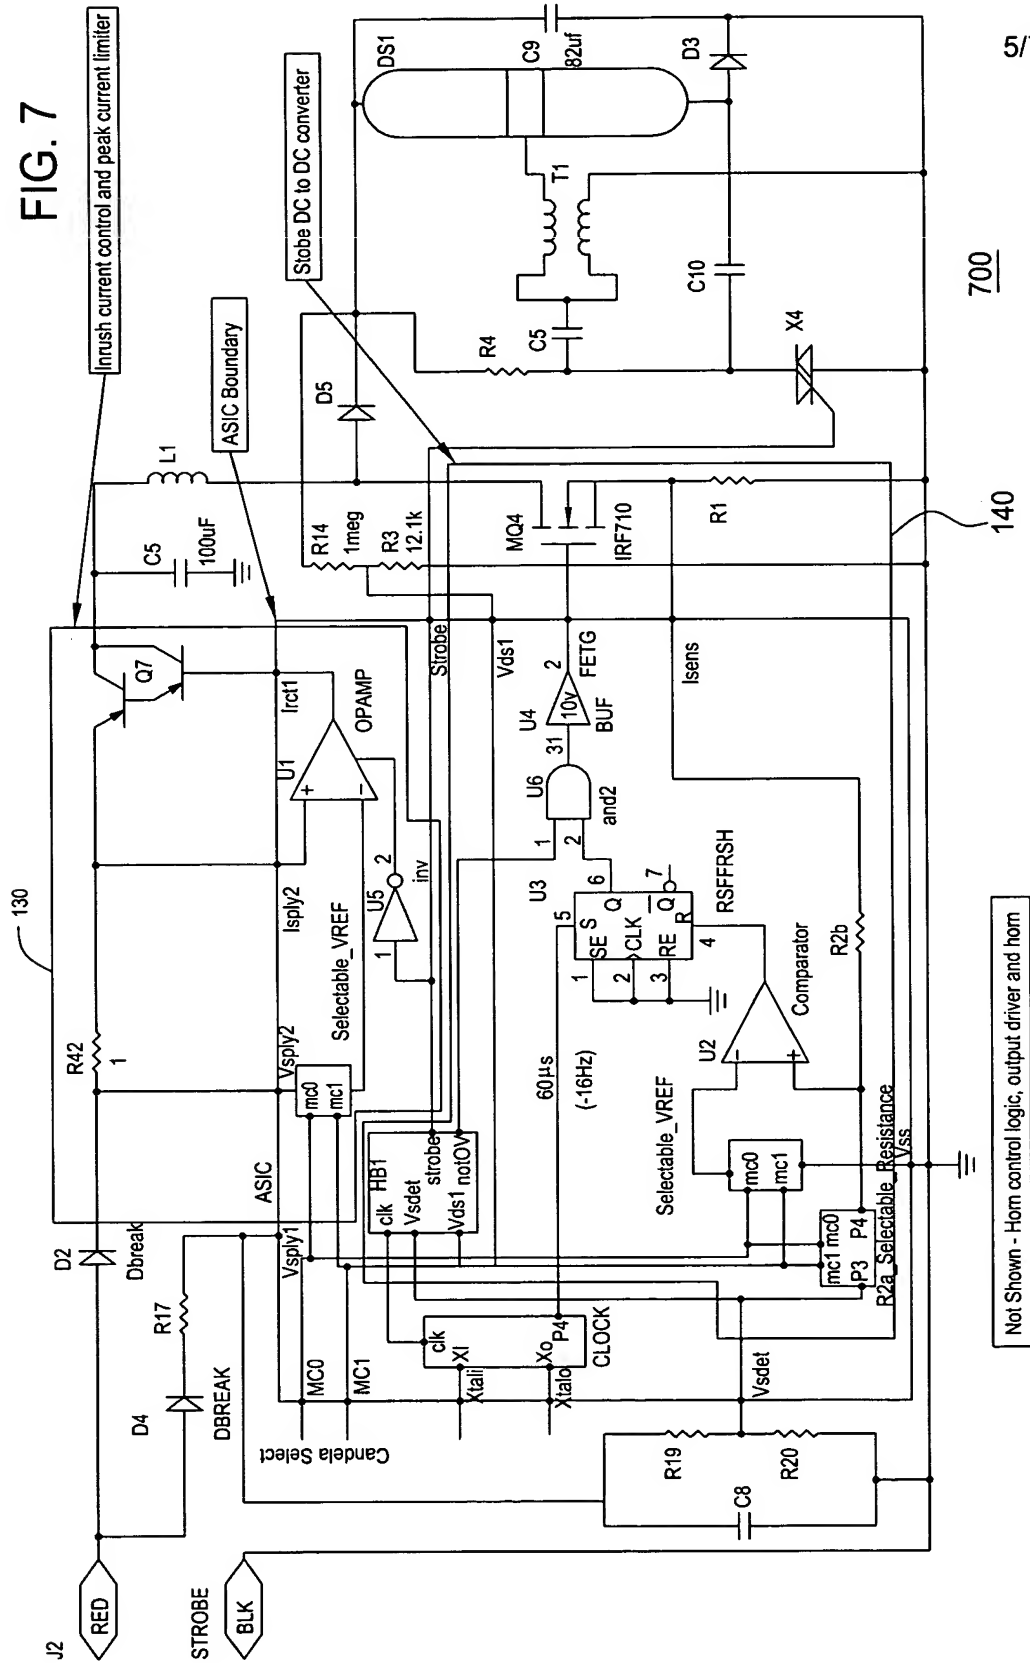 FIG. 7
5/
Inrush current control and peak current limiter
ASIC Boundary
Stobe DC to DC converter
130
J2
RED
STROBE
BLK
D2
Dbreak
D4
DBREAK
R17
R42
1
Q7
C5
100uF
L1
D5
R14
1meg
R3
12.1k
R4
C5
T1
DS1
C9
82uf
D3
C10
X4
700
140
Vsply1
ASIC
Vsply2
Isply2
U1
Irct1
OPAMP
+
-
Selectable_VREF
mc0
mc1
U5
1
2
inv
MC0
MC1
Candela Select
HB1
clk
Vsdet
Vds1
strobe
notOV
Strobe
Vds1
clk
XI
Xo
P4
CLOCK
Xtali
Xtalo
60µs
(-16Hz)
U3
5
S
SE
CLK
RE
Q
Q
R
1
2
3
6
7
4
RSFFRSH
U6
1
2
and2
31
U4
10v
2
BUF
FETG
MQ4
IRF710
R1
Isens
U2
-
+
Comparator
Selectable_VREF
mc0
mc1
R2b
mc1
mc0
P3
P4
R2a_Selectable_Resistance
Vss
Vsdet
R19
R20
C8
Not Shown - Horn control logic, output driver and horn